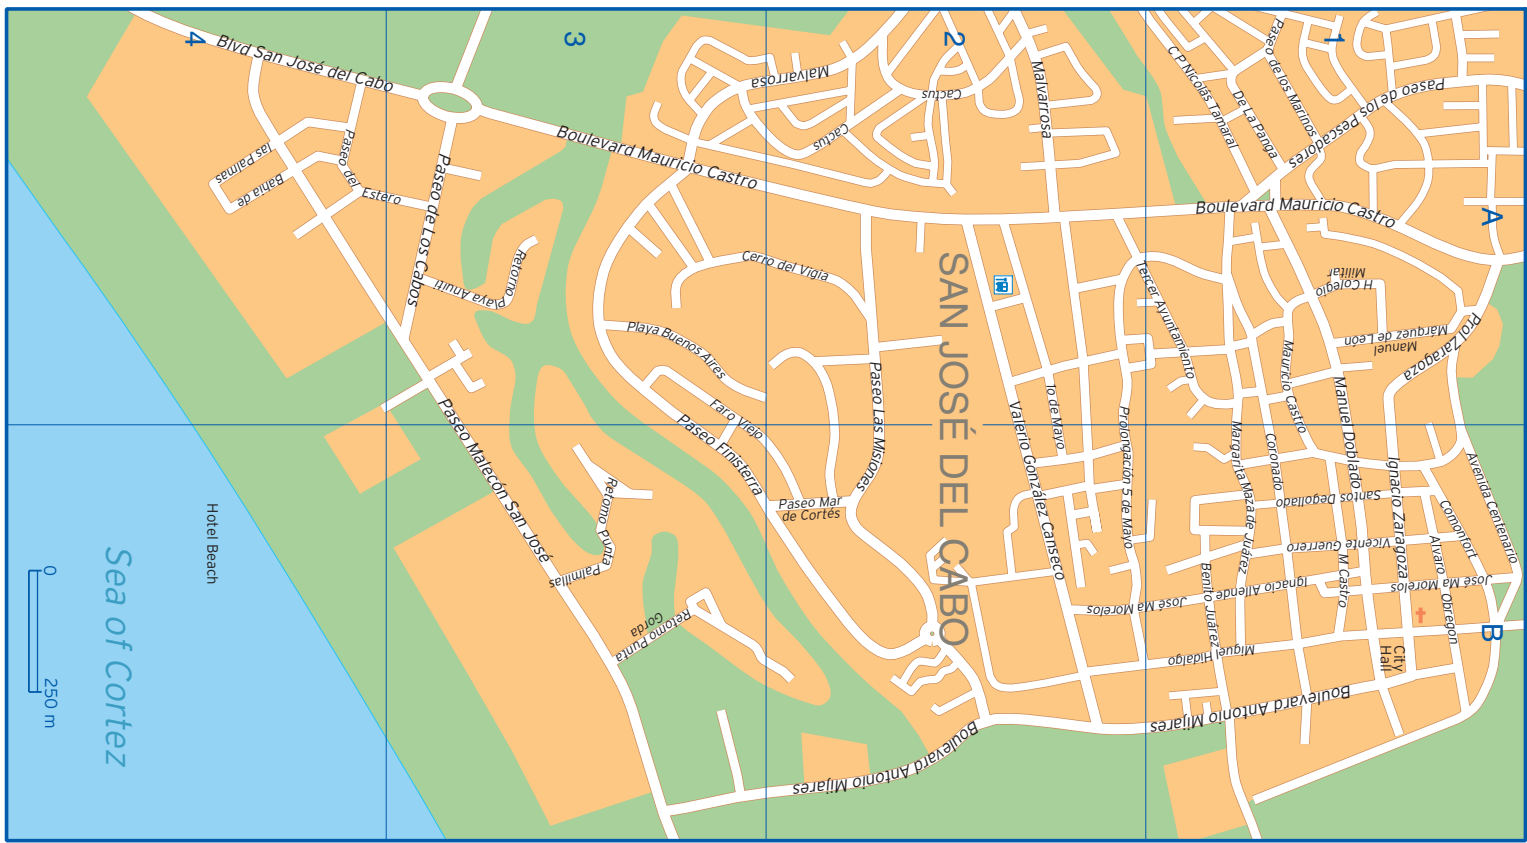 1
2
3
4
A
B
Blvd San José del Cabo
Boulevard Mauricio Castro
Boulevard Mauricio Castro
Malvarrosa
Malvarrosa
Cactus
Cactus
C P Nicolás Tamaral
De La Panga
Paseo de los Marinos
Paseo de los Pescadores
Paseo del Estero
Bahía de
las Palmas
Paseo de Los Cabos
Retorno
Playa Anuiti
Cerro del Vigia
Playa Buenos Aires
Faro Viejo
Paseo Finisterra
Paseo Las Misiones
Paseo Mar
de Cortés
SAN JOSÉ DEL CABO
Tercer Ayuntamiento
H Colegio
Militar
Manuel
Márquez de León
Prol Zaragoza
Mauricio Castro
Manuel Doblado
1o de Mayo
Valerio González Canseco
Prolongación 5 de Mayo
Margarita Maza de Juárez
Coronado
Ignacio Zaragoza
Santos Degollado
Vicente Guerrero
Avenida Centenario
Comonfort
Alvaro Obregon
M Castro
José Ma Morelos
José Ma Morelos
Ignacio Allende
Benito Juárez
Miguel Hidalgo
City
Hall
Boulevard Antonio Mijares
Boulevard Antonio Mijares
Paseo Malecón San José
Retorno Punta
Palmillas
Retorno Punta
Gorda
Hotel Beach
Sea of Cortez
0
250 m